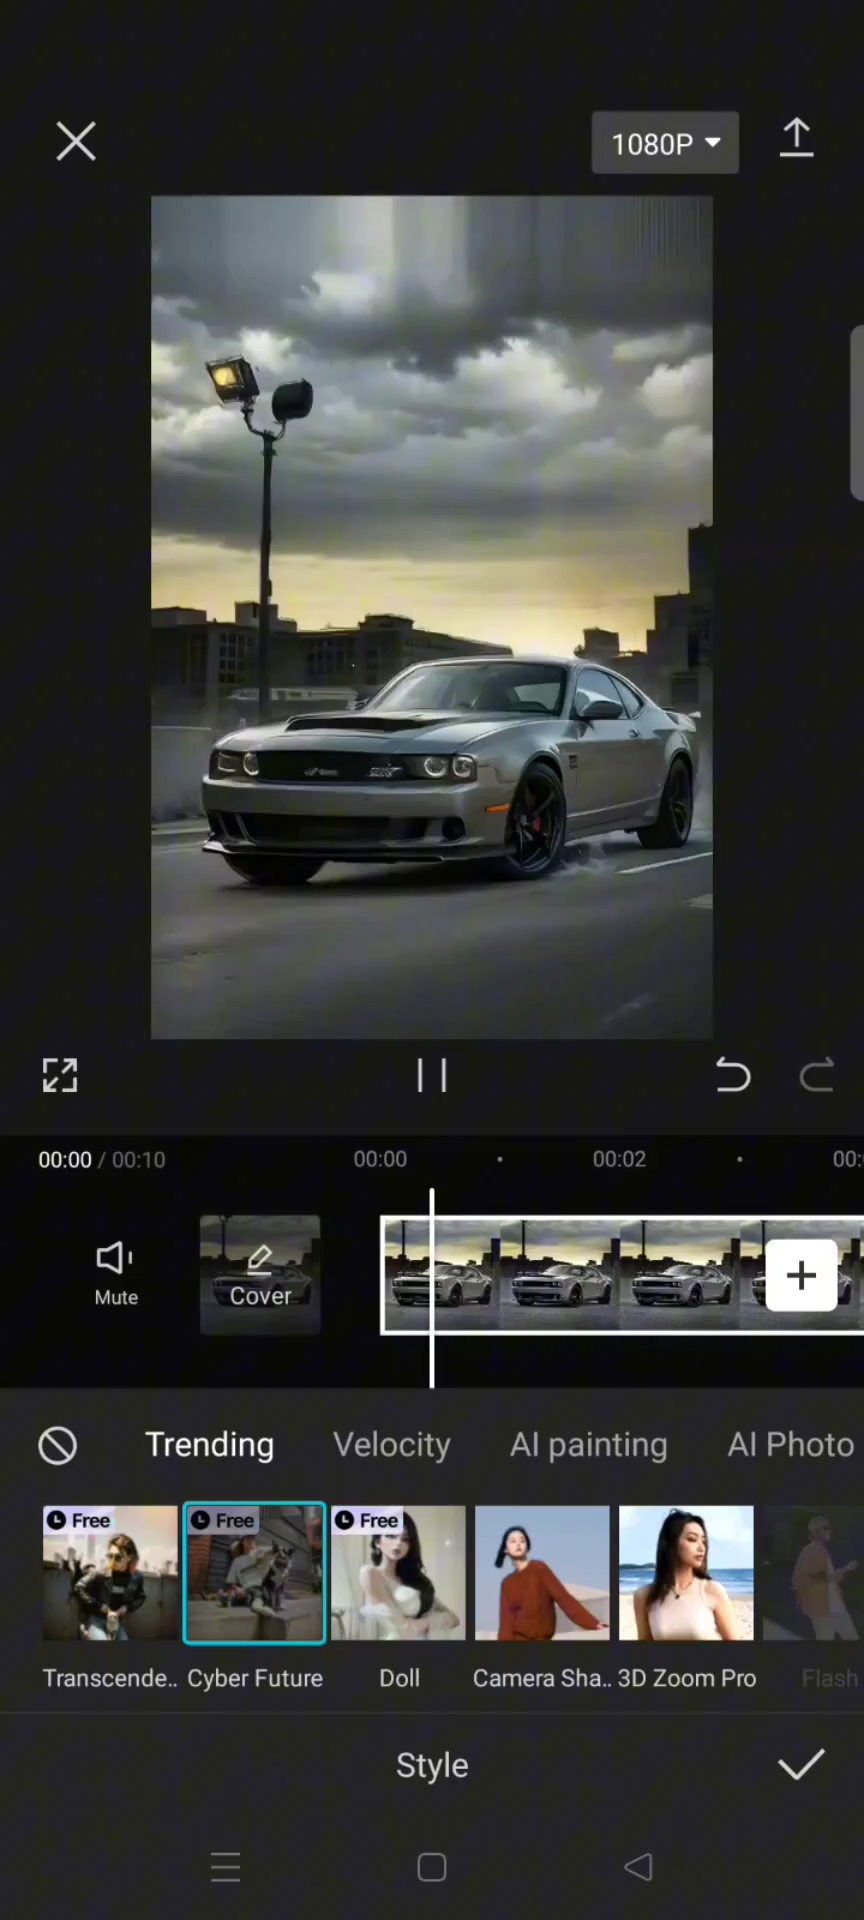 1080P
00:00 / 00:10
00:00
00:02
Mute
Cover
Trending
Velocity
AI painting
AI Photo
Free
Free
Free
Transcende..
Cyber Future
Doll
Camera Sha..
3D Zoom Pro
Flash
Style